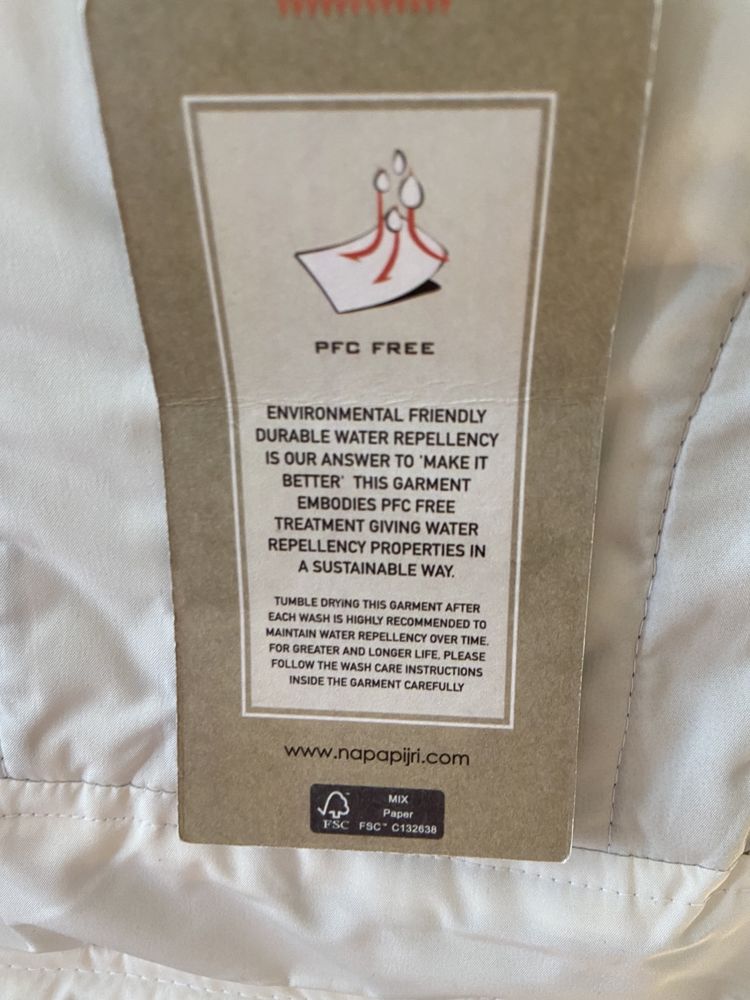 PFC FREE
ENVIRONMENTAL FRIENDLY
DURABLE WATER REPELLENCY
IS OUR ANSWER TO 'MAKE IT
BETTER' THIS GARMENT
EMBODIES PFC FREE
TREATMENT GIVING WATER
REPELLENCY PROPERTIES IN
A SUSTAINABLE WAY.
TUMBLE DRYING THIS GARMENT AFTER
EACH WASH IS HIGHLY RECOMMENDED TO
MAINTAIN WATER REPELLENCY OVER TIME.
FOR GREATER AND LONGER LIFE, PLEASE
FOLLOW THE WASH CARE INSTRUCTIONS
INSIDE THE GARMENT CAREFULLY
www.napapijri.com
MIX
Paper
FSC FSC™ C132638